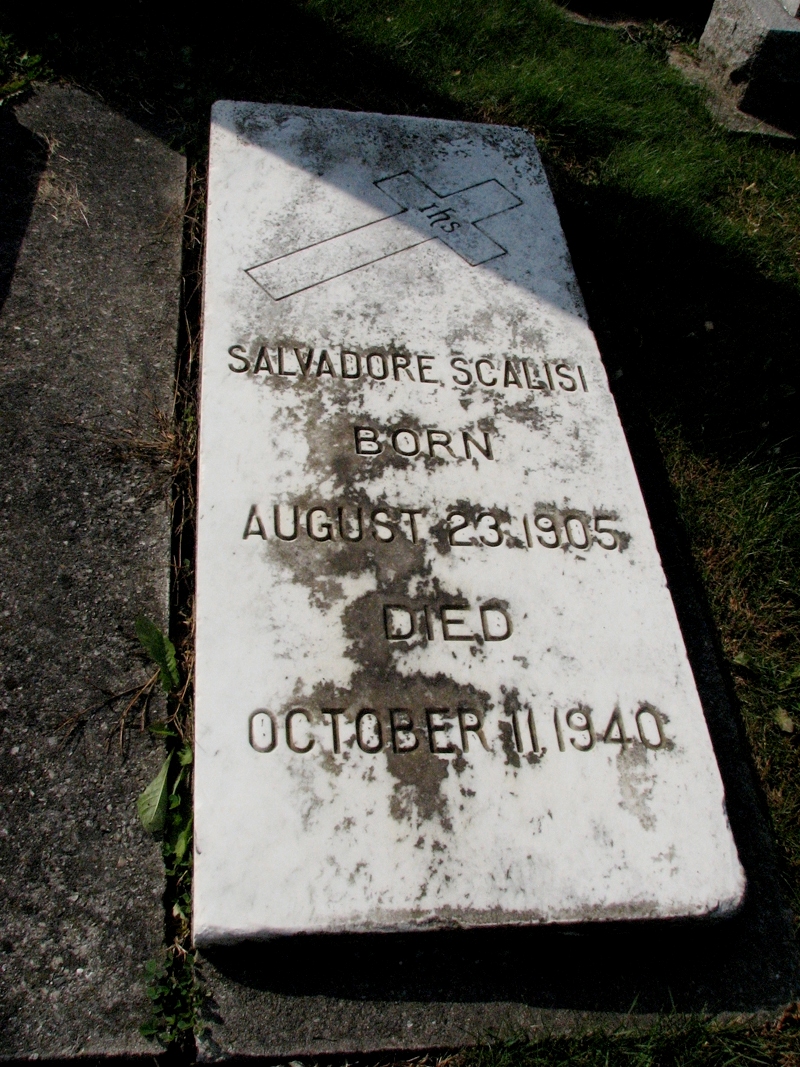 ihs
SALVADORE SCALISI
BORN
AUGUST 23, 1905
DIED
OCTOBER 11, 1940